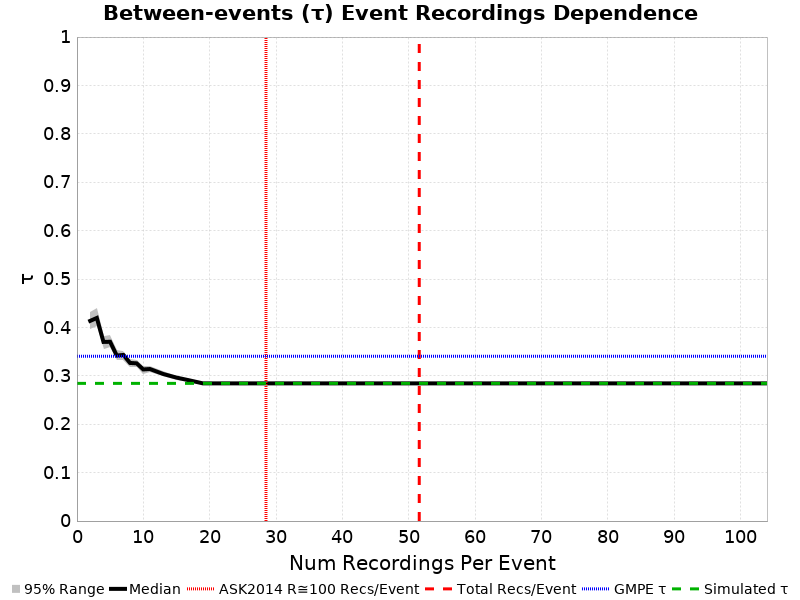 Between-events (τ) Event Recordings Dependence
1
0.9
0.8
0.7
0.6
0.5
0.4
0.3
0.2
0.1
0
τ
0 10 20 30 40 50 60 70 80 90 100
Num Recordings Per Event
95% Range Median ASK2014 R≅100 Recs/Event Total Recs/Event GMPE τ Simulated τ